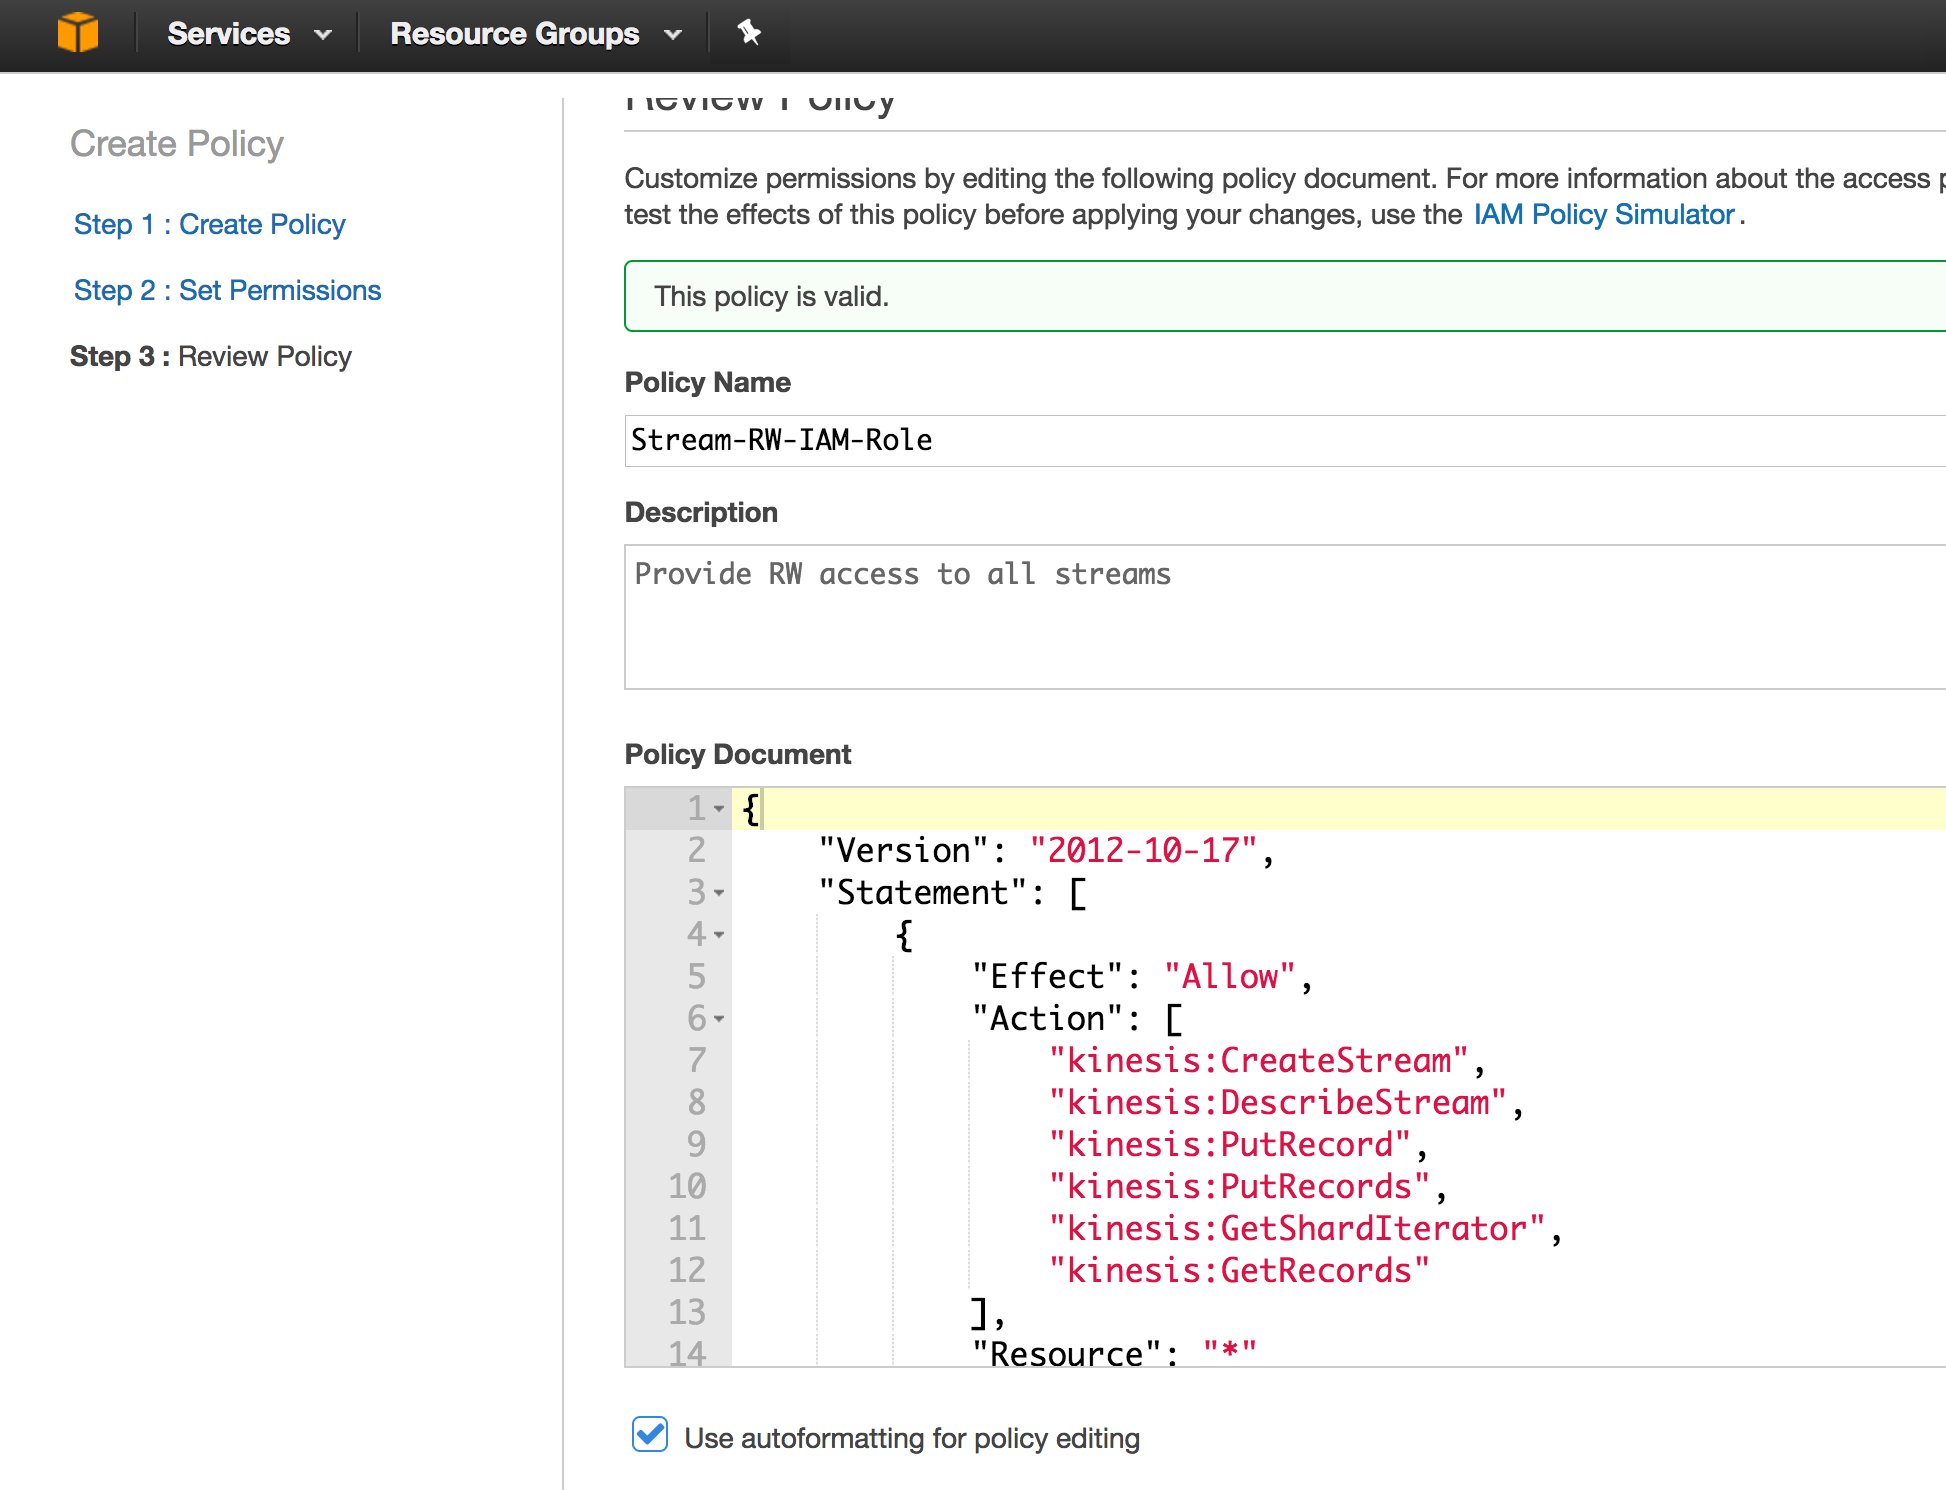 Services Resource Groups
Create Policy
Step 1 : Create Policy
Step 2 : Set Permissions
Step 3 : Review Policy
Review Policy
Customize permissions by editing the following policy document. For more information about the access
test the effects of this policy before applying your changes, use the IAM Policy Simulator.
This policy is valid.
Policy Name
Stream-RW-IAM-Role
Description
Provide RW access to all streams
Policy Document
1 {
2 "Version": "2012-10-17",
3 "Statement": [
4 {
5 "Effect": "Allow",
6 "Action": [
7 "kinesis:CreateStream",
8 "kinesis:DescribeStream",
9 "kinesis:PutRecord",
10 "kinesis:PutRecords",
11 "kinesis:GetShardIterator",
12 "kinesis:GetRecords"
13 ],
14 "Resource": "*"
Use autoformatting for policy editing